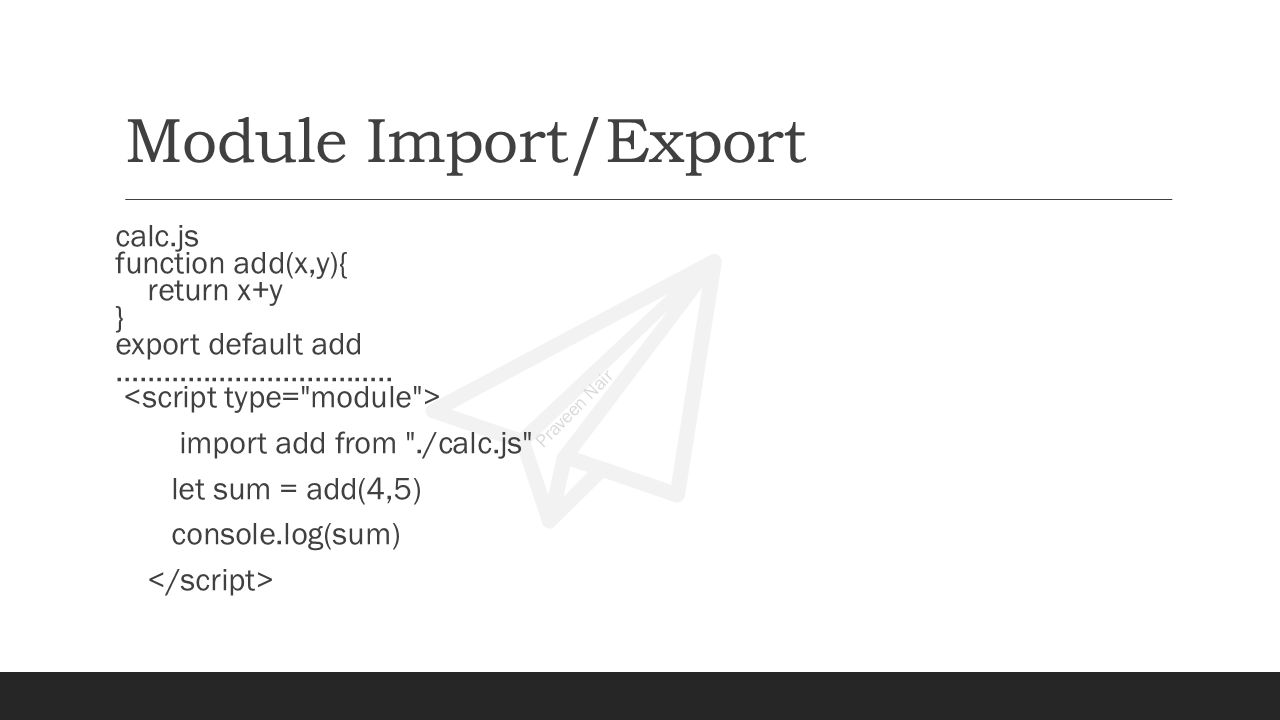 Module Import/Export
calc.js
function add(x,y){
return x+y
}
export default add
...................................
<script type="module">
import add from "./calc.js"
let sum = add(4,5)
console.log(sum)
</script>
Praveen Nair